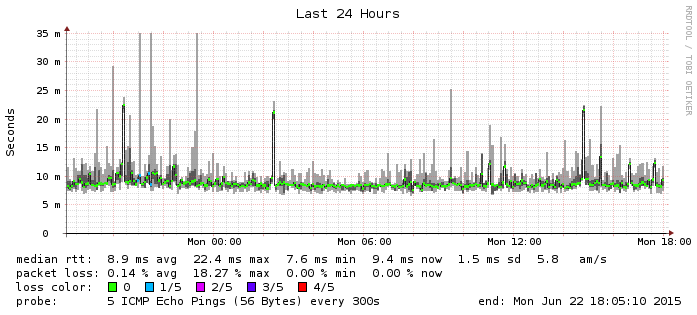 Last 24 Hours
RRDTOOL / TOBI OETIKER
Seconds
35 m
30 m
25 m
20 m
15 m
10 m
5 m
0
Mon 00:00 Mon 06:00 Mon 12:00 Mon 18:00
median rtt: 8.9 ms avg 22.4 ms max 7.6 ms min 9.4 ms now 1.5 ms sd 5.8 am/s
packet loss: 0.14 % avg 18.27 % max 0.00 % min 0.00 % now
loss color: 0 1/5 2/5 3/5 4/5
probe: 5 ICMP Echo Pings (56 Bytes) every 300s end: Mon Jun 22 18:05:10 2015